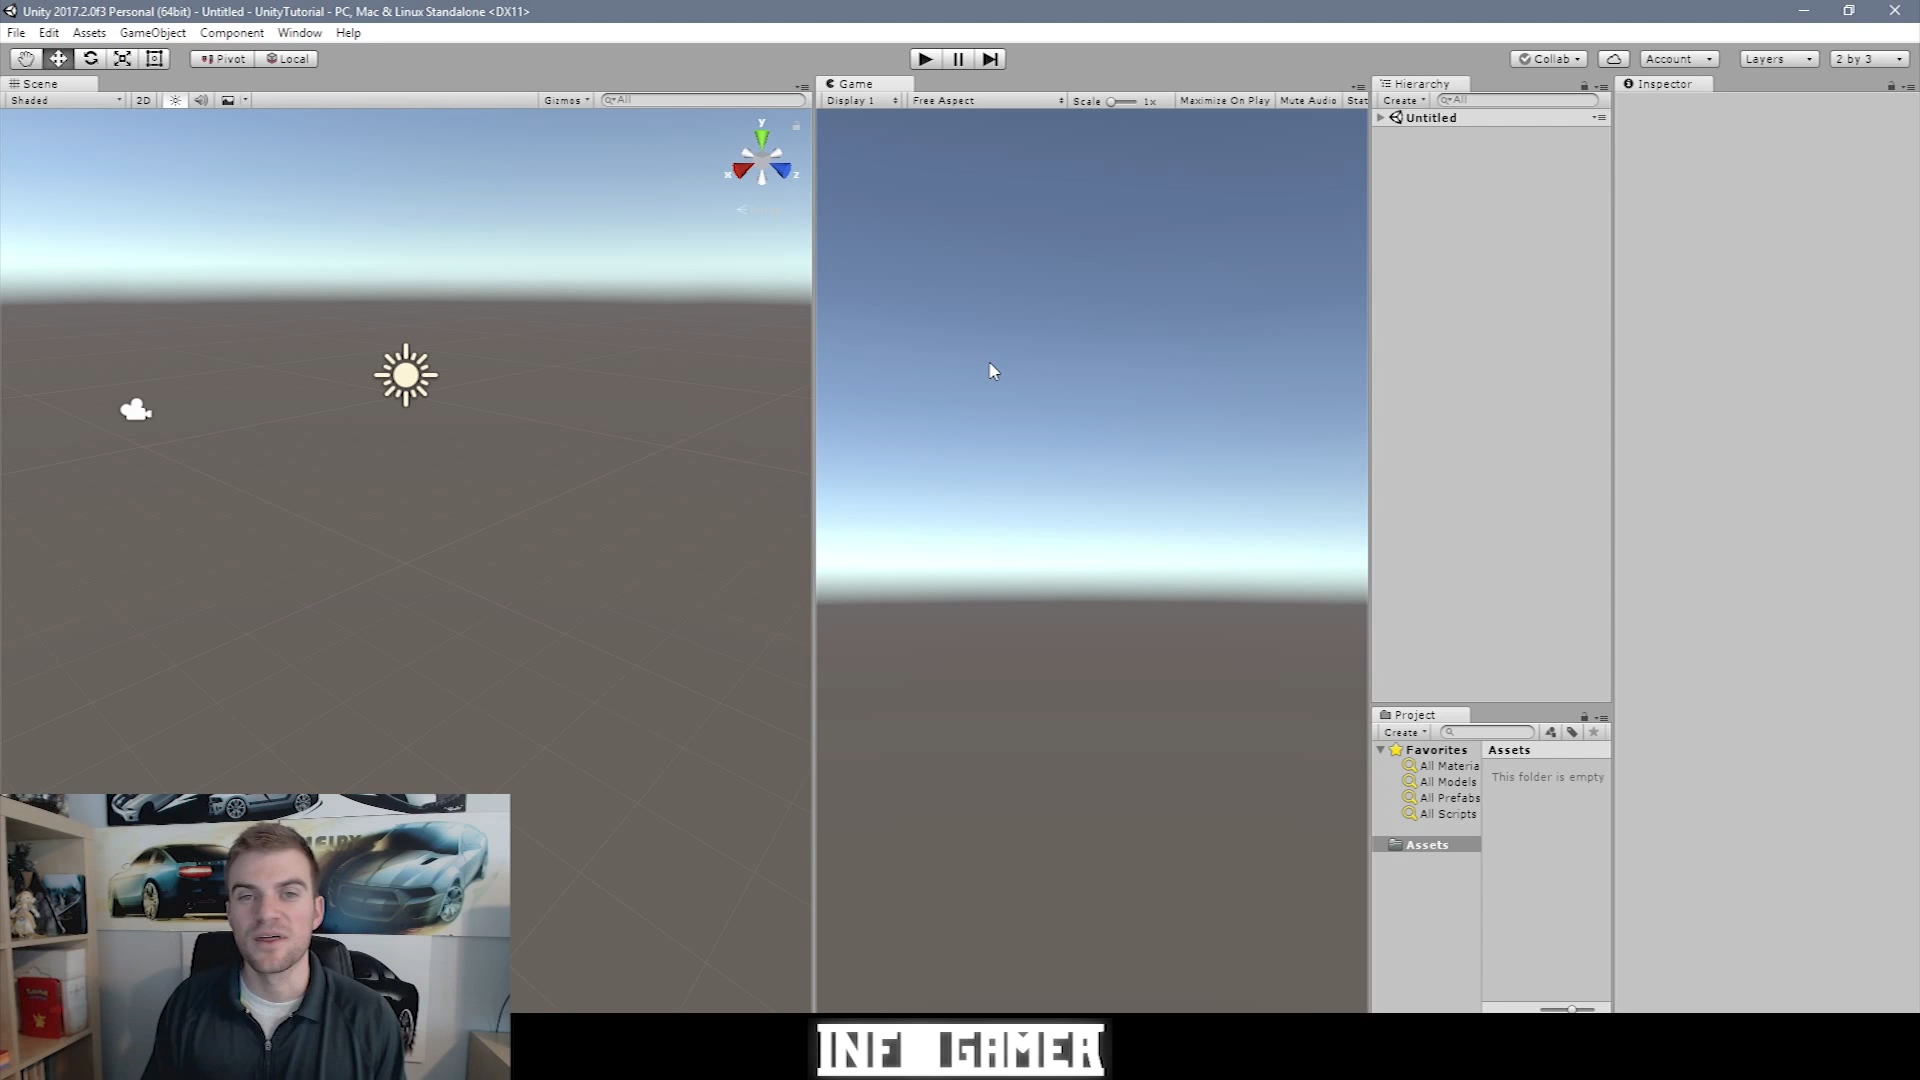 Unity 2017.2.0f3 Personal (64bit) - Untitled - UnityTutorial - PC, Mac & Linux Standalone <DX11>
File Edit Assets GameObject Component Window Help
Pivot Local Collab Account Layers 2 by 3
Scene Game Hierarchy Inspector
Shaded 2D Gizmos All Display 1 Free Aspect Scale 1x Maximize On Play Mute Audio Stat Create All
Untitled
y
x z
Project
Create
Favorites Assets
All Materia This folder is empty
All Models
All Prefabs
All Scripts
Assets
INF GAMER